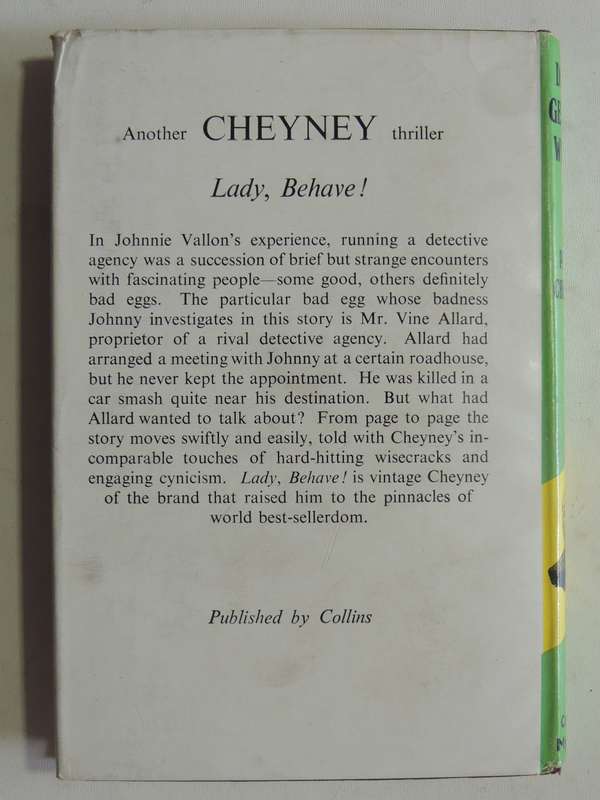 Another CHEYNEY thriller
Lady, Behave!
In Johnnie Vallon's experience, running a detective
agency was a succession of brief but strange encounters
with fascinating people—some good, others definitely
bad eggs. The particular bad egg whose badness
Johnny investigates in this story is Mr. Vine Allard,
proprietor of a rival detective agency. Allard had
arranged a meeting with Johnny at a certain roadhouse,
but he never kept the appointment. He was killed in a
car smash quite near his destination. But what had
Allard wanted to talk about? From page to page the
story moves swiftly and easily, told with Cheyney's in-
comparable touches of hard-hitting wisecracks and
engaging cynicism. Lady, Behave! is vintage Cheyney
of the brand that raised him to the pinnacles of
world best-sellerdom.
Published by Collins